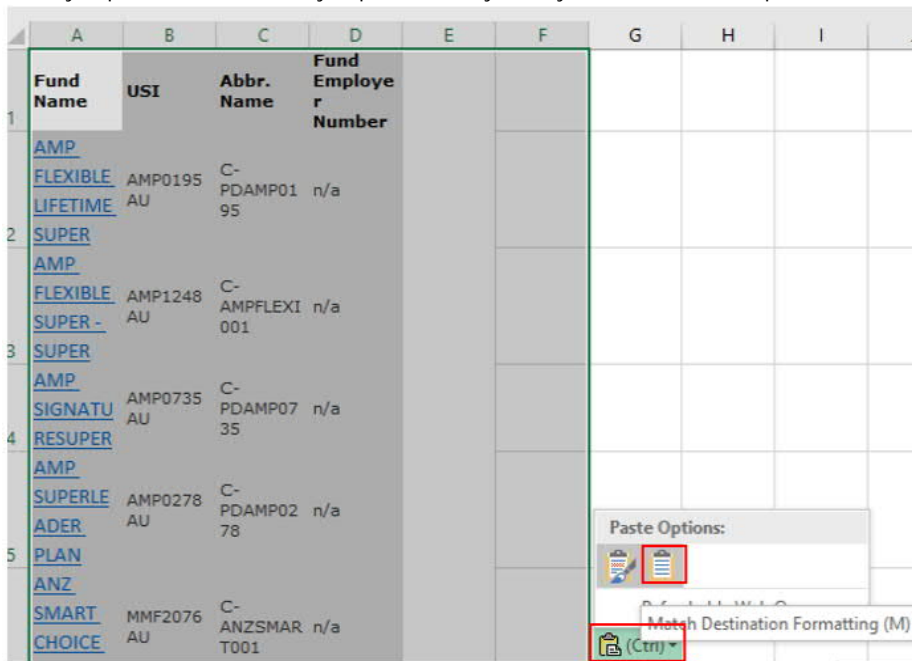 A B C D E F G H I
Fund
Name
USI
Abbr.
Name
Fund
Employe
r
Number
1
AMP
FLEXIBLE
LIFETIME
SUPER
AMP0195
AU
C-
PDAMP01
95
n/a
2
AMP
FLEXIBLE
SUPER -
SUPER
AMP1248
AU
C-
AMPFLEXI
001
n/a
3
AMP
SIGNATU
RESUPER
AMP0735
AU
C-
PDAMP07
35
n/a
4
AMP
SUPERLE
ADER
PLAN
AMP0278
AU
C-
PDAMP02
78
n/a
5
ANZ
SMART
CHOICE
MMF2076
AU
C-
ANZSMAR
T001
n/a
Paste Options:
Match Destination Formatting (M)
(Ctrl)